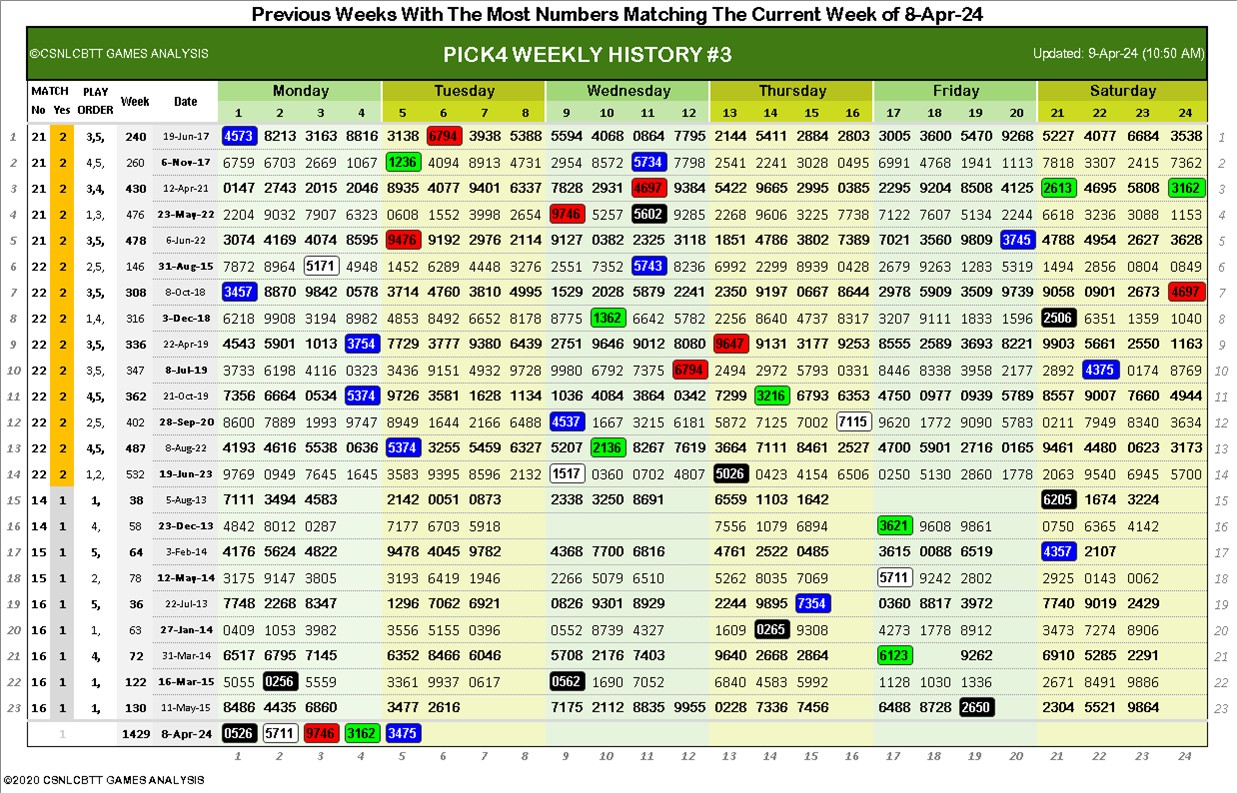 Previous Weeks With The Most Numbers Matching The Current Week of 8-Apr-24
©CSNLCBTT GAMES ANALYSIS PICK4 WEEKLY HISTORY #3 Updated: 9-Apr-24 (10:50 AM)
MATCH PLAY Week Date Monday Tuesday Wednesday Thursday Friday Saturday
No Yes ORDER 1 2 3 4 5 6 7 8 9 10 11 12 13 14 15 16 17 18 19 20 21 22 23 24
1 21 2 3,5, 240 19-Jun-17 4573 8213 3163 8816 3138 6794 3938 5388 5594 4068 0864 7795 2144 5411 2884 2803 3005 3600 5470 9268 5227 4077 6684 3538 1
2 21 2 4,5, 260 6-Nov-17 6759 6703 2669 1067 1236 4094 8913 4731 2954 8572 5734 7798 2541 2241 3028 0495 6991 4768 1941 1113 7818 3307 2415 7362 2
3 21 2 3,4, 430 12-Apr-21 0147 2743 2015 2046 8935 4077 9401 6337 7828 2931 4697 9384 5422 9665 2995 0385 2295 9204 8508 4125 2613 4695 5808 3162 3
4 21 2 1,3, 476 23-May-22 2204 9032 7907 6323 0608 1552 3998 2654 9746 5257 5602 9285 2268 9606 3225 7738 7122 7607 5134 2244 6618 3236 3088 1153 4
5 21 2 3,5, 478 6-Jun-22 3074 4169 4074 8595 9476 9192 2976 2114 9127 0382 2325 3118 1851 4786 3802 7389 7021 3560 9809 3745 4788 4954 2627 3628 5
6 22 2 2,5, 146 31-Aug-15 7872 8964 5171 4948 1452 6289 4448 3276 2551 7352 5743 8236 6992 2299 8939 0428 2679 9263 1283 5319 1494 2856 0804 0849 6
7 22 2 3,5, 308 8-Oct-18 3457 8870 9842 0578 3714 4760 3810 4995 1529 2028 5879 2241 2350 9197 0667 8644 2978 5909 3509 9739 9058 0901 2673 4697 7
8 22 2 1,4, 316 3-Dec-18 6218 9908 3194 8982 4853 8492 6652 8178 8775 1362 6642 5782 2256 8640 4737 8317 3207 9111 1833 1596 2506 6351 1359 1040 8
9 22 2 3,5, 336 22-Apr-19 4543 5901 1013 3754 7729 3777 9380 6439 2751 9646 9012 8080 9647 9131 3177 9253 8555 2589 3693 8221 9903 5661 2550 1163 9
10 22 2 3,5, 347 8-Jul-19 3733 6198 4116 0323 3436 9151 4932 9728 9980 6792 7375 6794 2494 2972 5793 0331 8446 8338 3958 2177 2892 4375 0174 8769 10
11 22 2 4,5, 362 21-Oct-19 7356 6664 0534 5374 9726 3581 1628 1134 1036 4084 3864 0342 7299 3216 6793 6353 4750 0977 0939 5789 8557 9007 7660 4944 11
12 22 2 2,5, 402 28-Sep-20 8600 7889 1993 9747 8949 1644 2166 6488 4537 1667 3215 6181 5872 7125 7002 7115 9620 1772 9090 5783 0211 7949 8340 3634 12
13 22 2 4,5, 487 8-Aug-22 4193 4616 5538 0636 5374 3255 5459 6327 5207 2136 8267 7619 3664 7111 8461 2527 4700 5901 2716 0165 9461 4480 0623 3173 13
14 22 2 1,2, 532 19-Jun-23 9769 0949 7645 1645 3583 9395 8596 2132 1517 0360 0702 4807 5026 0423 4154 6506 0250 5130 2860 1778 2063 9540 6945 5700 14
15 14 1 1, 38 5-Aug-13 7111 3494 4583 2142 0051 0873 2338 3250 8691 6559 1103 1642 6205 1674 3224 15
16 14 1 4, 58 23-Dec-13 4842 8012 0287 7177 6703 5918 7556 1079 6894 3621 9608 9861 0750 6365 4142 16
17 15 1 5, 64 3-Feb-14 4176 5624 4822 9478 4045 9782 4368 7700 6816 4761 2522 0485 3615 0088 6519 4357 2107 17
18 15 1 2, 78 12-May-14 3175 9147 3805 3193 6419 1946 2266 5079 6510 5262 8035 7069 5711 9242 2802 2925 0143 0062 18
19 16 1 5, 36 22-Jul-13 7748 2268 8347 1296 7062 6921 0826 9301 8929 2244 9895 7354 0360 8817 3972 7740 9019 2429 19
20 16 1 1, 63 27-Jan-14 0409 1053 3982 3556 5155 0396 0552 8739 4327 1609 0265 9308 4273 1778 8912 3473 7274 8906 20
21 16 1 4, 72 31-Mar-14 6517 6795 7145 6352 8466 6046 5708 2176 7403 9640 2668 2864 6123 9262 6910 5285 2291 21
22 16 1 1, 122 16-Mar-15 5055 0256 5559 3361 9937 0617 0562 1690 7052 6840 4583 5992 1128 1030 1336 2671 8491 9886 22
23 16 1 1, 130 11-May-15 8486 4435 6860 3477 2616 7175 2112 8835 9955 0228 7336 7456 6488 8728 2650 2304 5521 9864 23
1 1429 8-Apr-24 0526 5711 9746 3162 3475
1 2 3 4 5 6 7 8 9 10 11 12 13 14 15 16 17 18 19 20 21 22 23 24
©2020 CSNLCBTT GAMES ANALYSIS